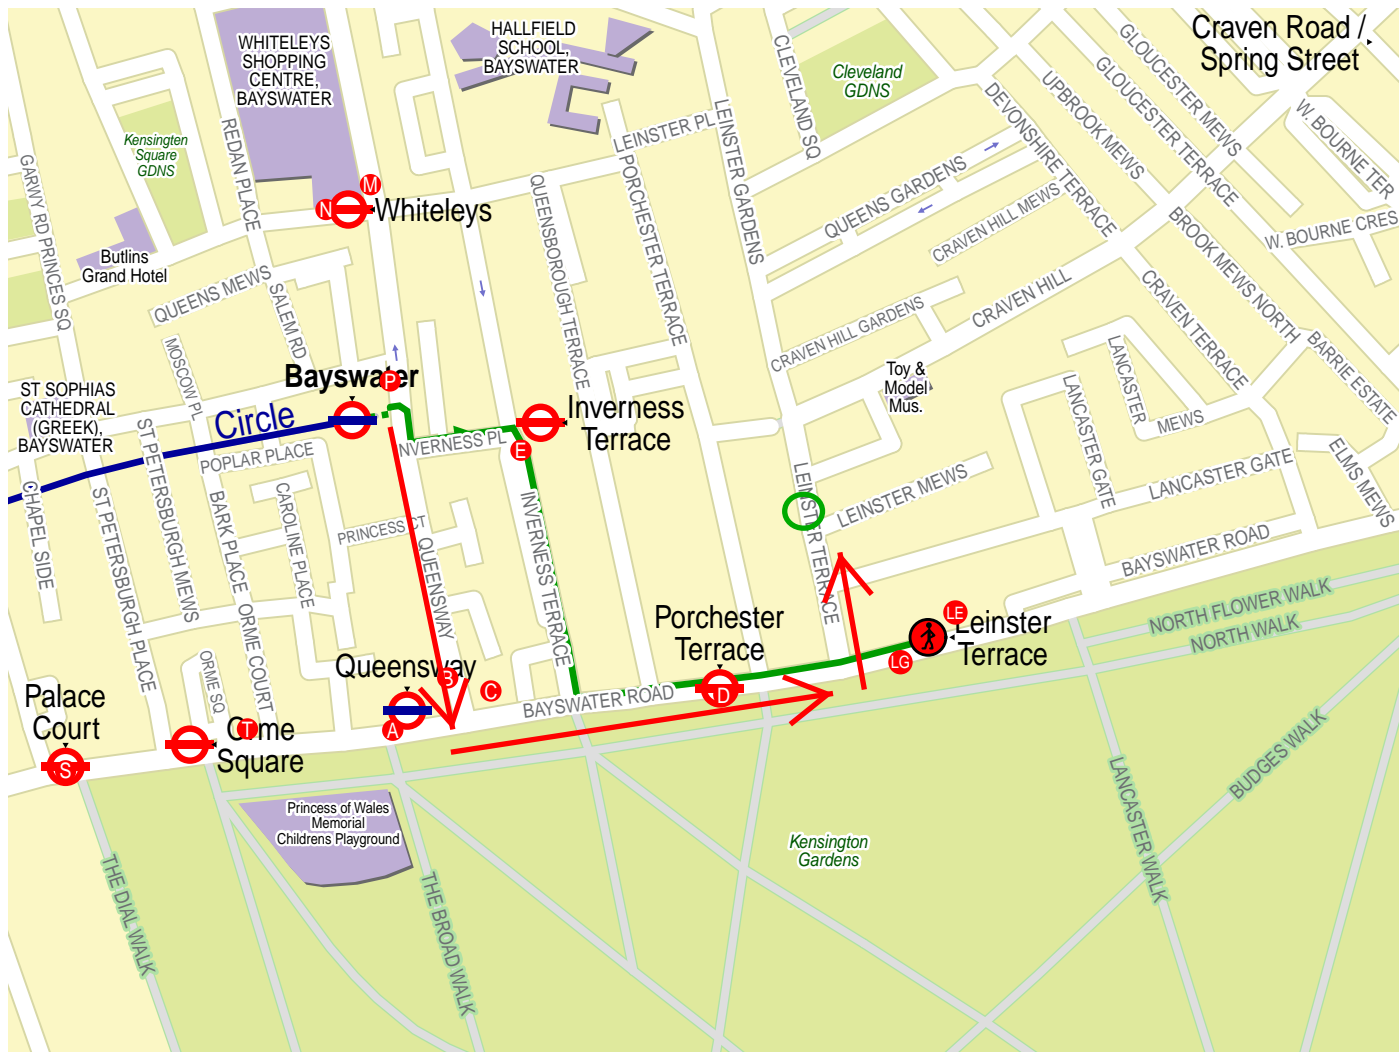 Craven Road /
Spring Street
WHITELEYS
SHOPPING
CENTRE,
BAYSWATER
HALLFIELD
SCHOOL,
BAYSWATER
Cleveland
GDNS
CLEVELAND SQ
GLOUCESTER MEWS
GLOUCESTER TERRACE
UPBROOK MEWS
DEVONSHIRE TERRACE
W. BOURNE TER
W. BOURNE CRES
Kensingten
Square
GDNS
REDAN PLACE
GARWY RD
PRINCES SQ
LEINSTER PL
LEINSTER GARDENS
PORCHESTER TERRACE
QUEENSBOROUGH TERRACE
QUEENS GARDENS
CRAVEN HILL MEWS
CRAVEN HILL
CRAVEN HILL GARDENS
BROOK MEWS NORTH
CRAVEN TERRACE
BARRIE ESTATE
M
N
Whiteleys
Butlins
Grand Hotel
QUEENS MEWS
SALEM RD
MOSCOW PL
Bayswater
P
Circle
ST SOPHIAS
CATHEDRAL
(GREEK),
BAYSWATER
Inverness
Terrace
E
NVERNESS PL
Toy &
Model
Mus.
LANCASTER
MEWS
LANCASTER GATE
LANCASTER GATE
ELMS MEWS
POPLAR PLACE
CHAPEL SIDE
ST PETERSBURGH PLACE
ST PETERSBURGH MEWS
BARK PLACE
ORME COURT
CAROLINE PLACE
PRINCESS CT
QUEENSWAY
INVERNESS TERRACE
LEINSTER TERRACE
LEINSTER MEWS
BAYSWATER ROAD
NORTH FLOWER WALK
NORTH WALK
LE
Leinster
Terrace
LG
Porchester
Terrace
D
BAYSWATER ROAD
Queensway
B
C
A
ORME SQ
T
Orme
Square
Palace
Court
S
Princess of Wales
Memorial
Childrens Playground
Kensington
Gardens
THE DIAL WALK
THE BROAD WALK
LANCASTER WALK
BUDGES WALK